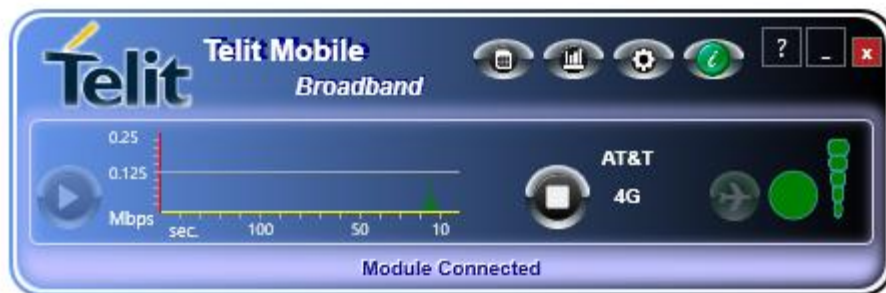 Telit
Telit Mobile
Broadband
i
?
_
x
0.25
0.125
Mbps
sec.
100
50
10
AT&T
4G
Module Connected